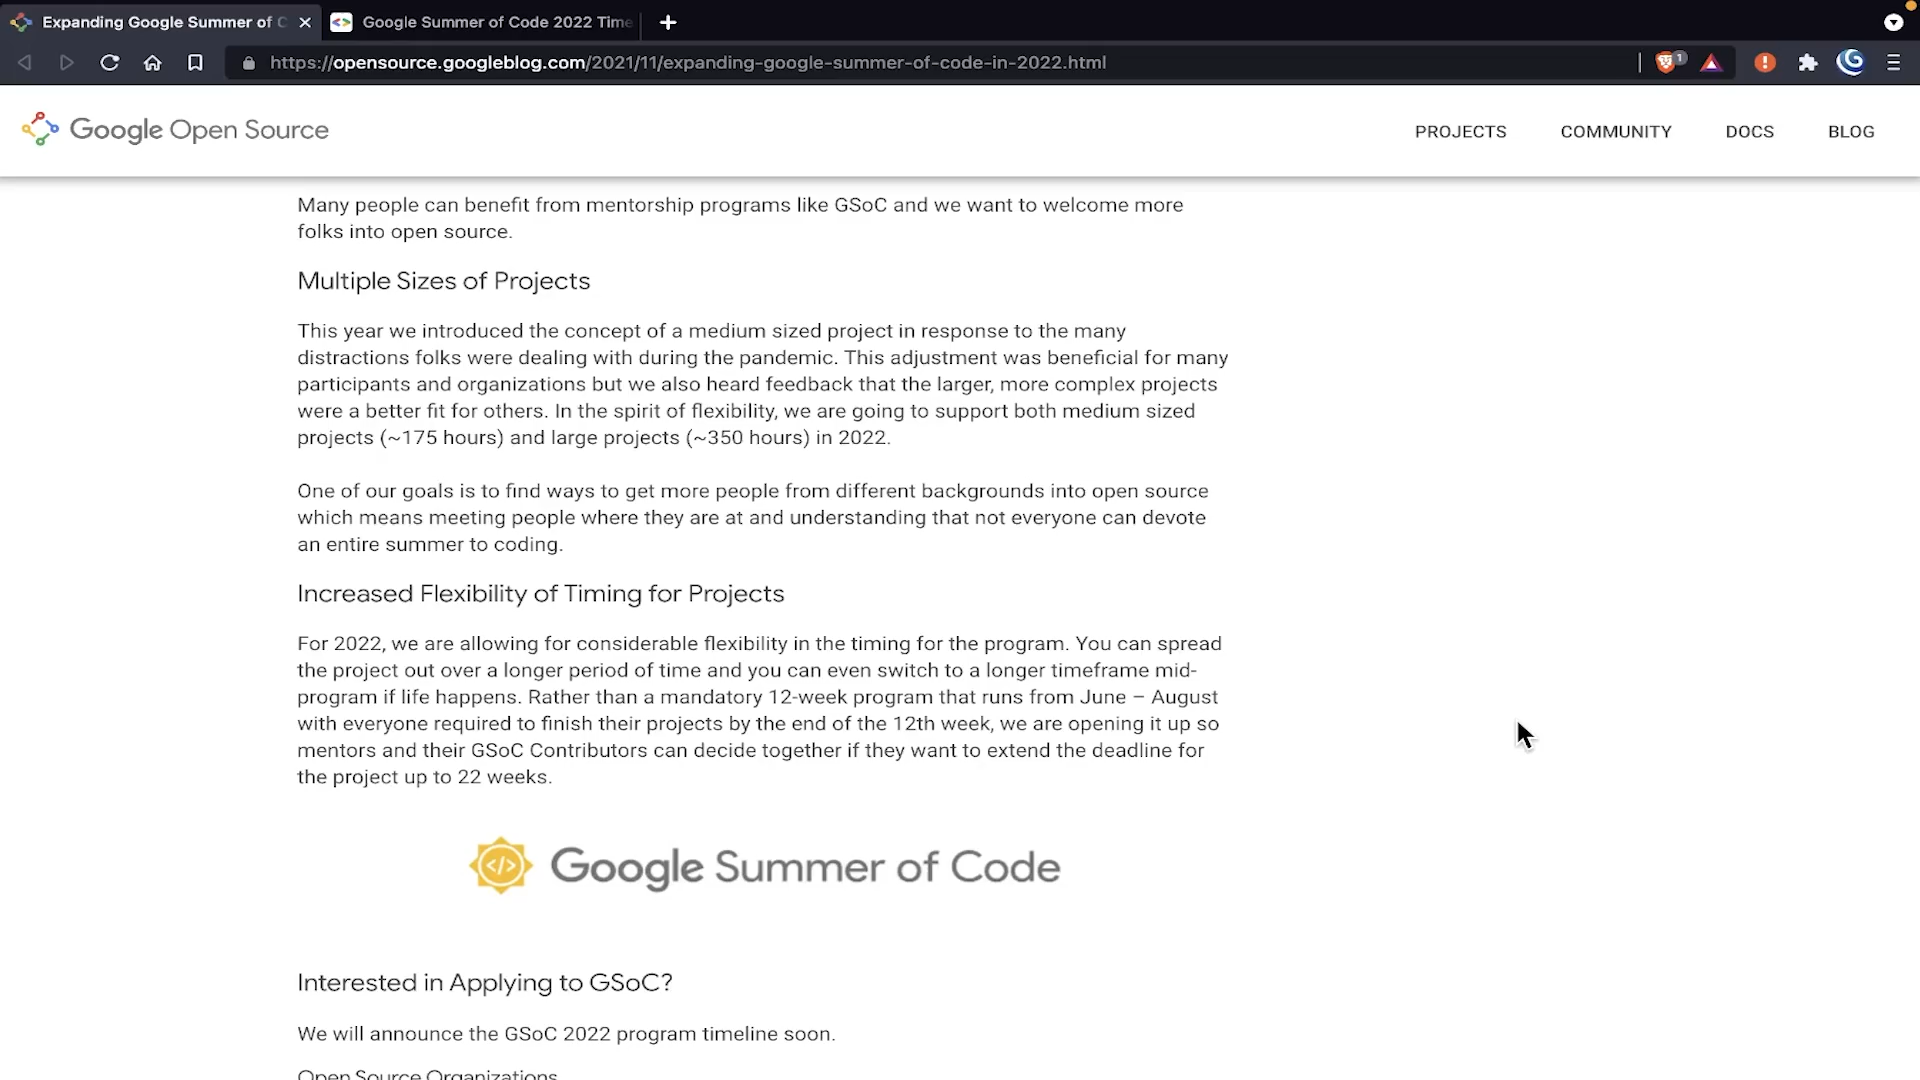 Expanding Google Summer of C
Google Summer of Code 2022 Time
https://opensource.googleblog.com/2021/11/expanding-google-summer-of-code-in-2022.html
1
Google Open Source
PROJECTS
COMMUNITY
DOCS
BLOG
Many people can benefit from mentorship programs like GSoC and we want to welcome more
folks into open source.
Multiple Sizes of Projects
This year we introduced the concept of a medium sized project in response to the many
distractions folks were dealing with during the pandemic. This adjustment was beneficial for many
participants and organizations but we also heard feedback that the larger, more complex projects
were a better fit for others. In the spirit of flexibility, we are going to support both medium sized
projects (~175 hours) and large projects (~350 hours) in 2022.
One of our goals is to find ways to get more people from different backgrounds into open source
which means meeting people where they are at and understanding that not everyone can devote
an entire summer to coding.
Increased Flexibility of Timing for Projects
For 2022, we are allowing for considerable flexibility in the timing for the program. You can spread
the project out over a longer period of time and you can even switch to a longer timeframe mid-
program if life happens. Rather than a mandatory 12-week program that runs from June – August
with everyone required to finish their projects by the end of the 12th week, we are opening it up so
mentors and their GSoC Contributors can decide together if they want to extend the deadline for
the project up to 22 weeks.
Google Summer of Code
Interested in Applying to GSoC?
We will announce the GSoC 2022 program timeline soon.
Open Source Organizations